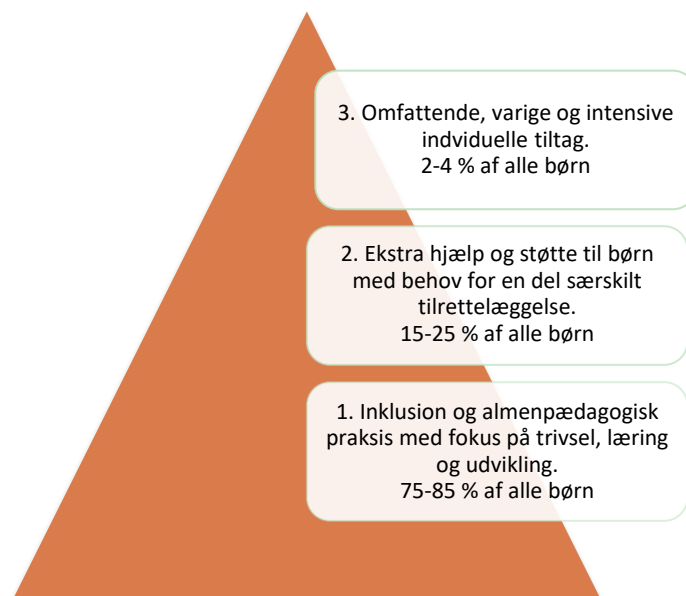 3. Omfattende, varige og intensive
indviduelle tiltag.
2-4 % af alle børn
2. Ekstra hjælp og støtte til børn
med behov for en del særskilt
tilrettelæggelse.
15-25 % af alle børn
1. Inklusion og almenpædagogisk
praksis med fokus på trivsel, læring
og udvikling.
75-85 % af alle børn